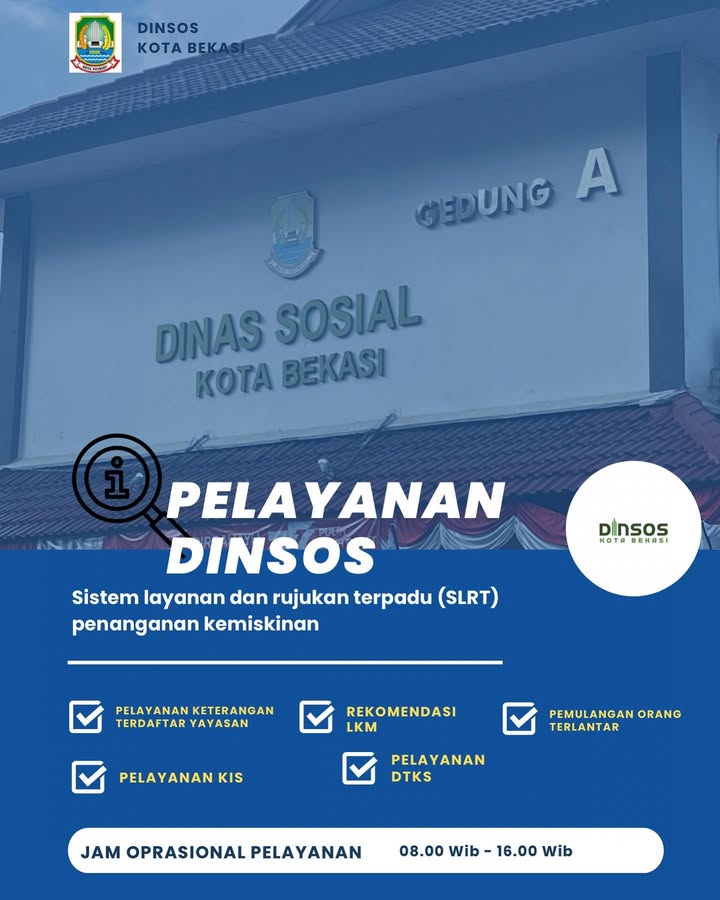 DINSOS
KOTA BEKASI
GEDUNG A
DINAS SOSIAL
KOTA BEKASI
PELAYANAN
DINSOS
DINSOS
KOTA BEKASI
Sistem layanan dan rujukan terpadu (SLRT)
penanganan kemiskinan
PELAYANAN KETERANGAN
TERDAFTAR YAYASAN
REKOMENDASI
LKM
PEMULANGAN ORANG
TERLANTAR
PELAYANAN KIS
PELAYANAN
DTKS
JAM OPRASIONAL PELAYANAN 08.00 Wib - 16.00 Wib